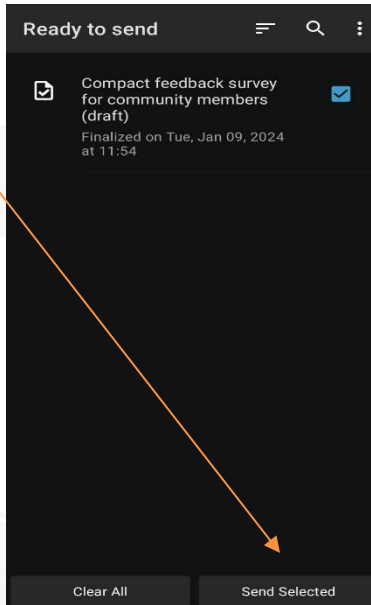 Ready to send
Compact feedback survey
for community members
(draft)
Finalized on Tue, Jan 09, 2024
at 11:54
Clear All
Send Selected